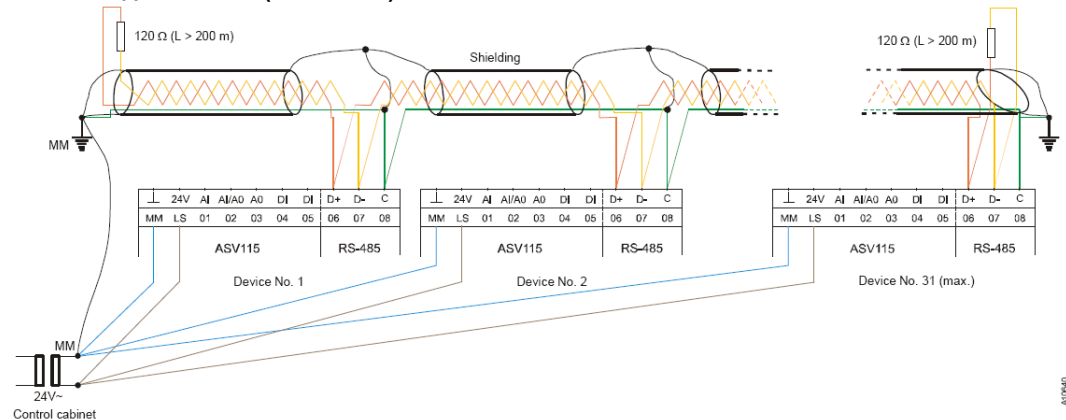 120 Ω (L > 200 m)
Shielding
120 Ω (L > 200 m)
MM
⊥ 24V AI AI/A0 A0 DI DI D+ D- C
MM LS 01 02 03 04 05 06 07 08
ASV115 RS-485
Device No. 1
⊥ 24V AI AI/A0 A0 DI DI D+ D- C
MM LS 01 02 03 04 05 06 07 08
ASV115 RS-485
Device No. 2
⊥ 24V AI AI/A0 A0 DI DI D+ D- C
MM LS 01 02 03 04 05 06 07 08
ASV115 RS-485
Device No. 31 (max.)
MM
24V~
Control cabinet
A10640